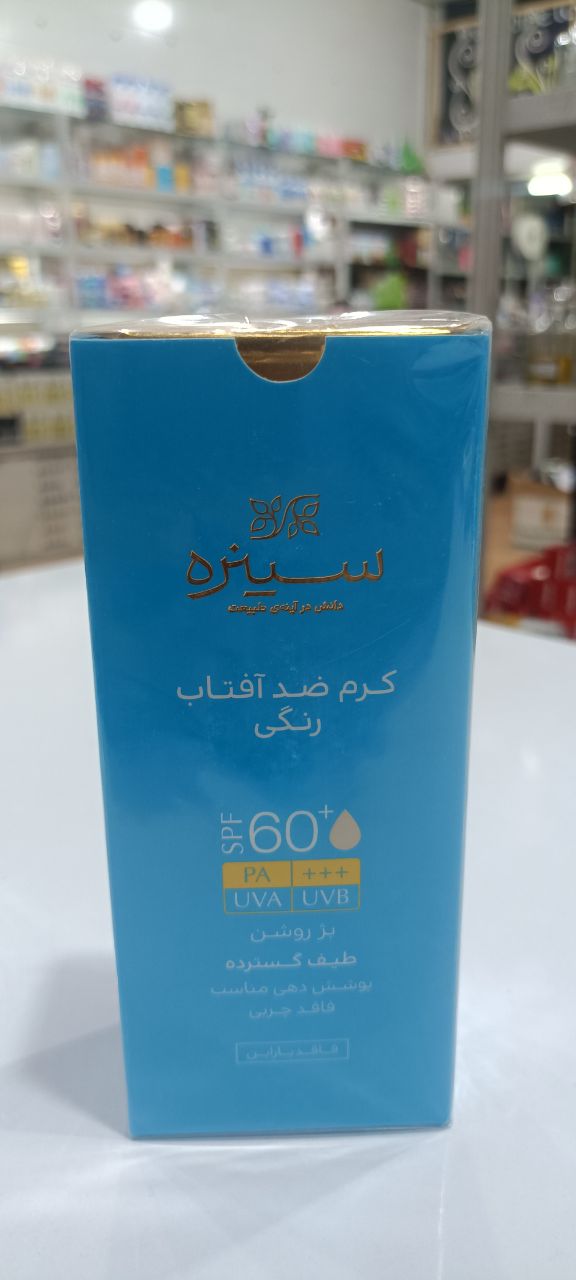 سینره
دانش در آینه‌ی طبیعت
کرم ضد آفتاب
رنگی
SPF 60+
PA +++
UVA UVB
بژ روشن
طیف گسترده
پوشش دهی مناسب
فاقد چربی
فاقد پارابن